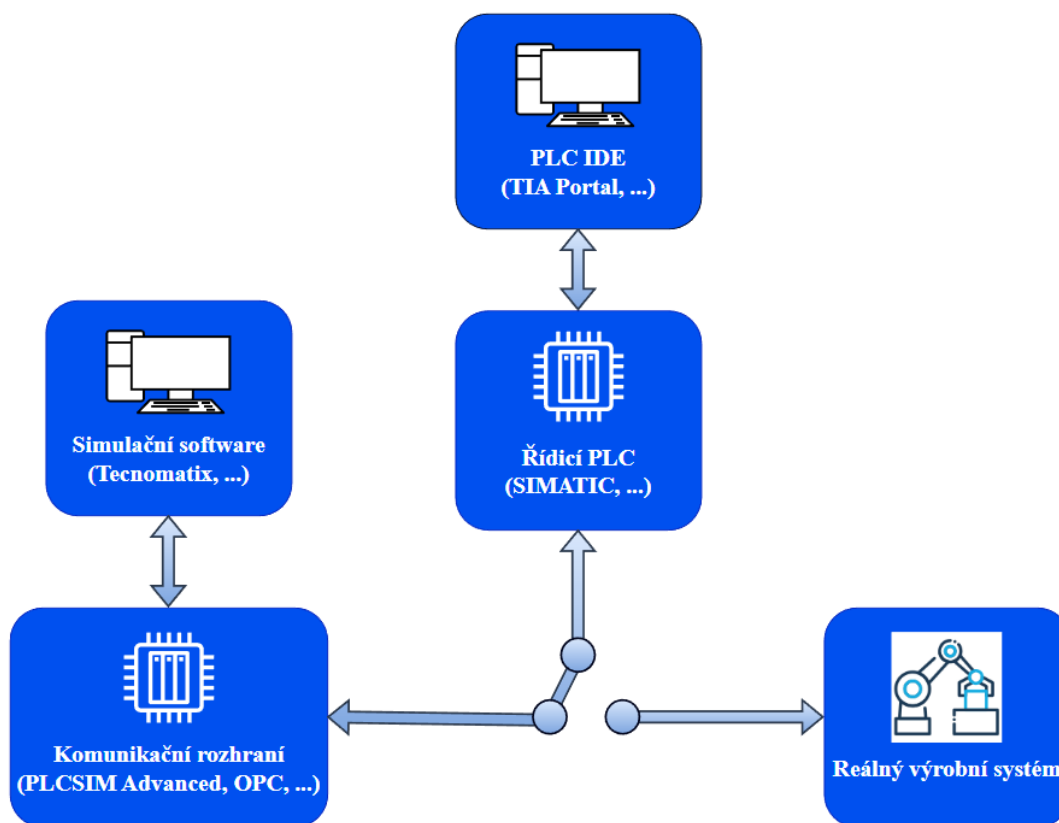 PLC IDE
(TIA Portal, ...)
Simulační software
(Tecnomatix, ...)
Řídicí PLC
(SIMATIC, ...)
Komunikační rozhraní
(PLCSIM Advanced, OPC, ...)
Reálný výrobní systém